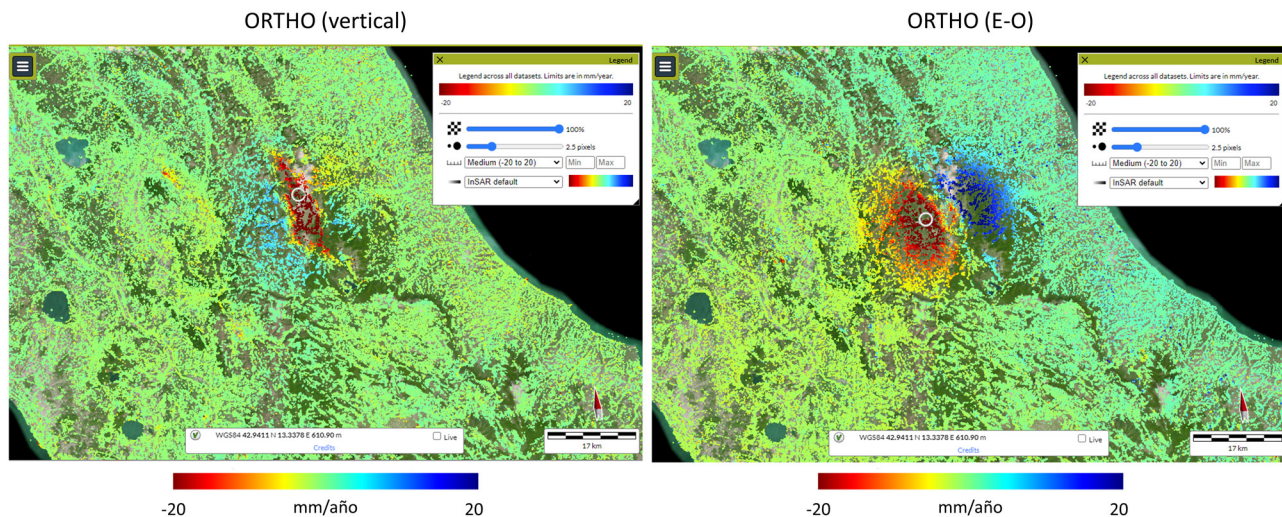 ORTHO (vertical)
Legend
Legend across all datasets. Limits are in mm/year.
-20 20
100%
2.5 pixels
Medium (-20 to 20) Min Max
InSAR default
WGS84 42.9411 N 13.3378 E 610.90 m
Live
Credits
17 km
-20 mm/año 20
ORTHO (E-O)
Legend
Legend across all datasets. Limits are in mm/year.
-20 20
100%
2.5 pixels
Medium (-20 to 20) Min Max
InSAR default
WGS84 42.9411 N 13.3378 E 610.90 m
Live
Credits
17 km
-20 mm/año 20